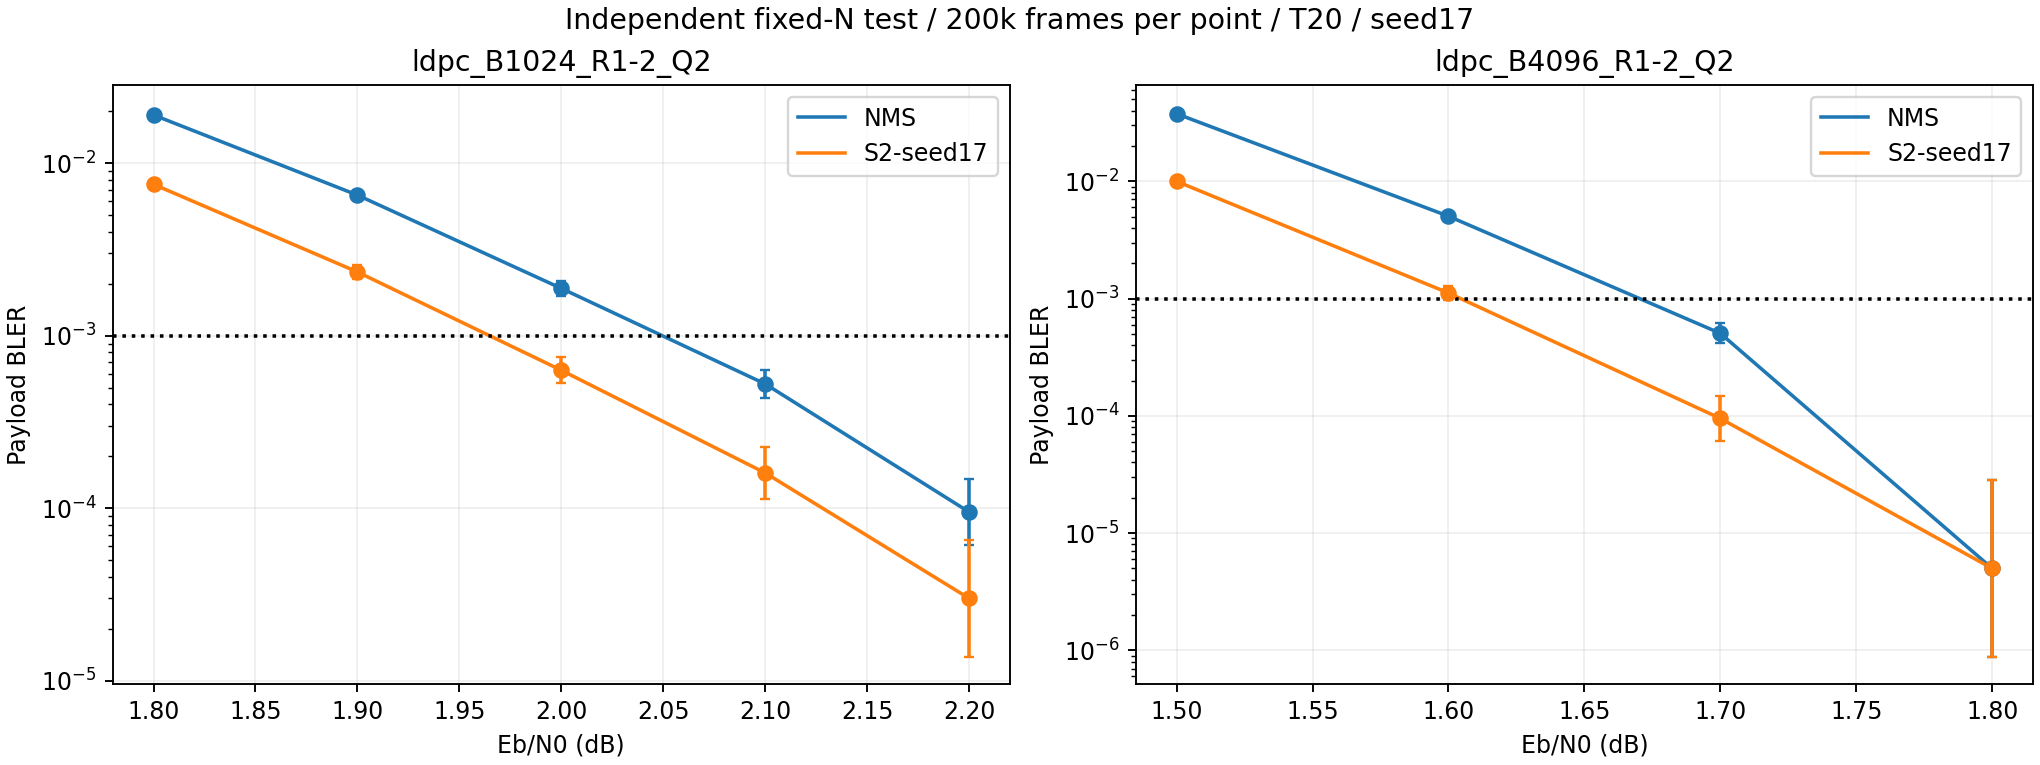 Independent fixed-N test / 200k frames per point / T20 / seed17
ldpc_B1024_R1-2_Q2
NMS
S2-seed17
10⁻²
10⁻³
10⁻⁴
10⁻⁵
Payload BLER
1.80 1.85 1.90 1.95 2.00 2.05 2.10 2.15 2.20
Eb/N0 (dB)
ldpc_B4096_R1-2_Q2
NMS
S2-seed17
10⁻²
10⁻³
10⁻⁴
10⁻⁵
10⁻⁶
Payload BLER
1.50 1.55 1.60 1.65 1.70 1.75 1.80
Eb/N0 (dB)